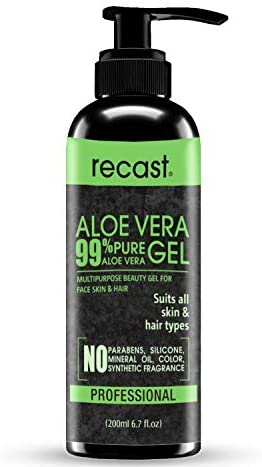 recast®
ALOE VERA
99% PURE ALOE VERA GEL
MULTIPURPOSE BEAUTY GEL FOR
FACE SKIN & HAIR
Suits all
skin &
hair types
NO PARABENS, SILICONE,
MINERAL OIL, COLOR,
SYNTHETIC FRAGRANCE
PROFESSIONAL
(200ml 6.7 fl.oz)